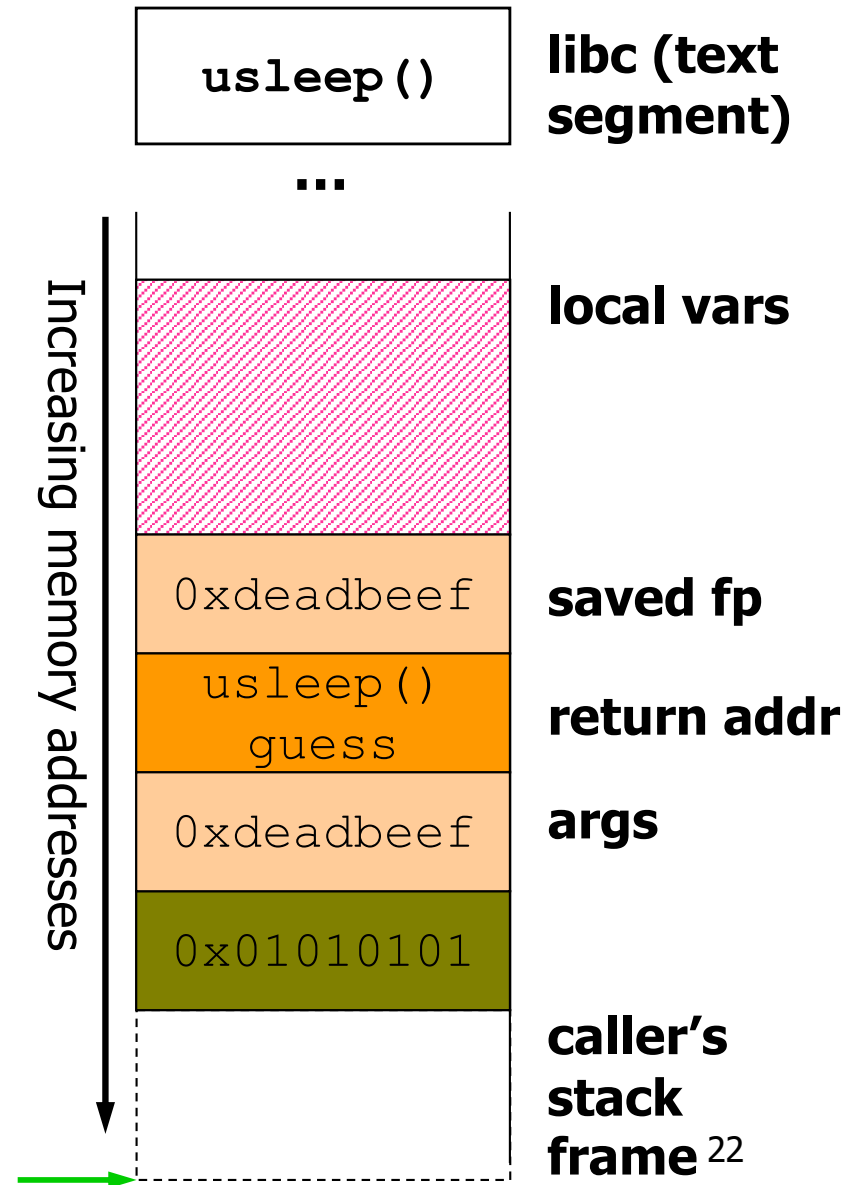 usleep()
libc (text
segment)
...
Increasing memory addresses
local vars
0xdeadbeef
saved fp
usleep()
guess
return addr
0xdeadbeef
args
0x01010101
caller’s
stack
frame 22